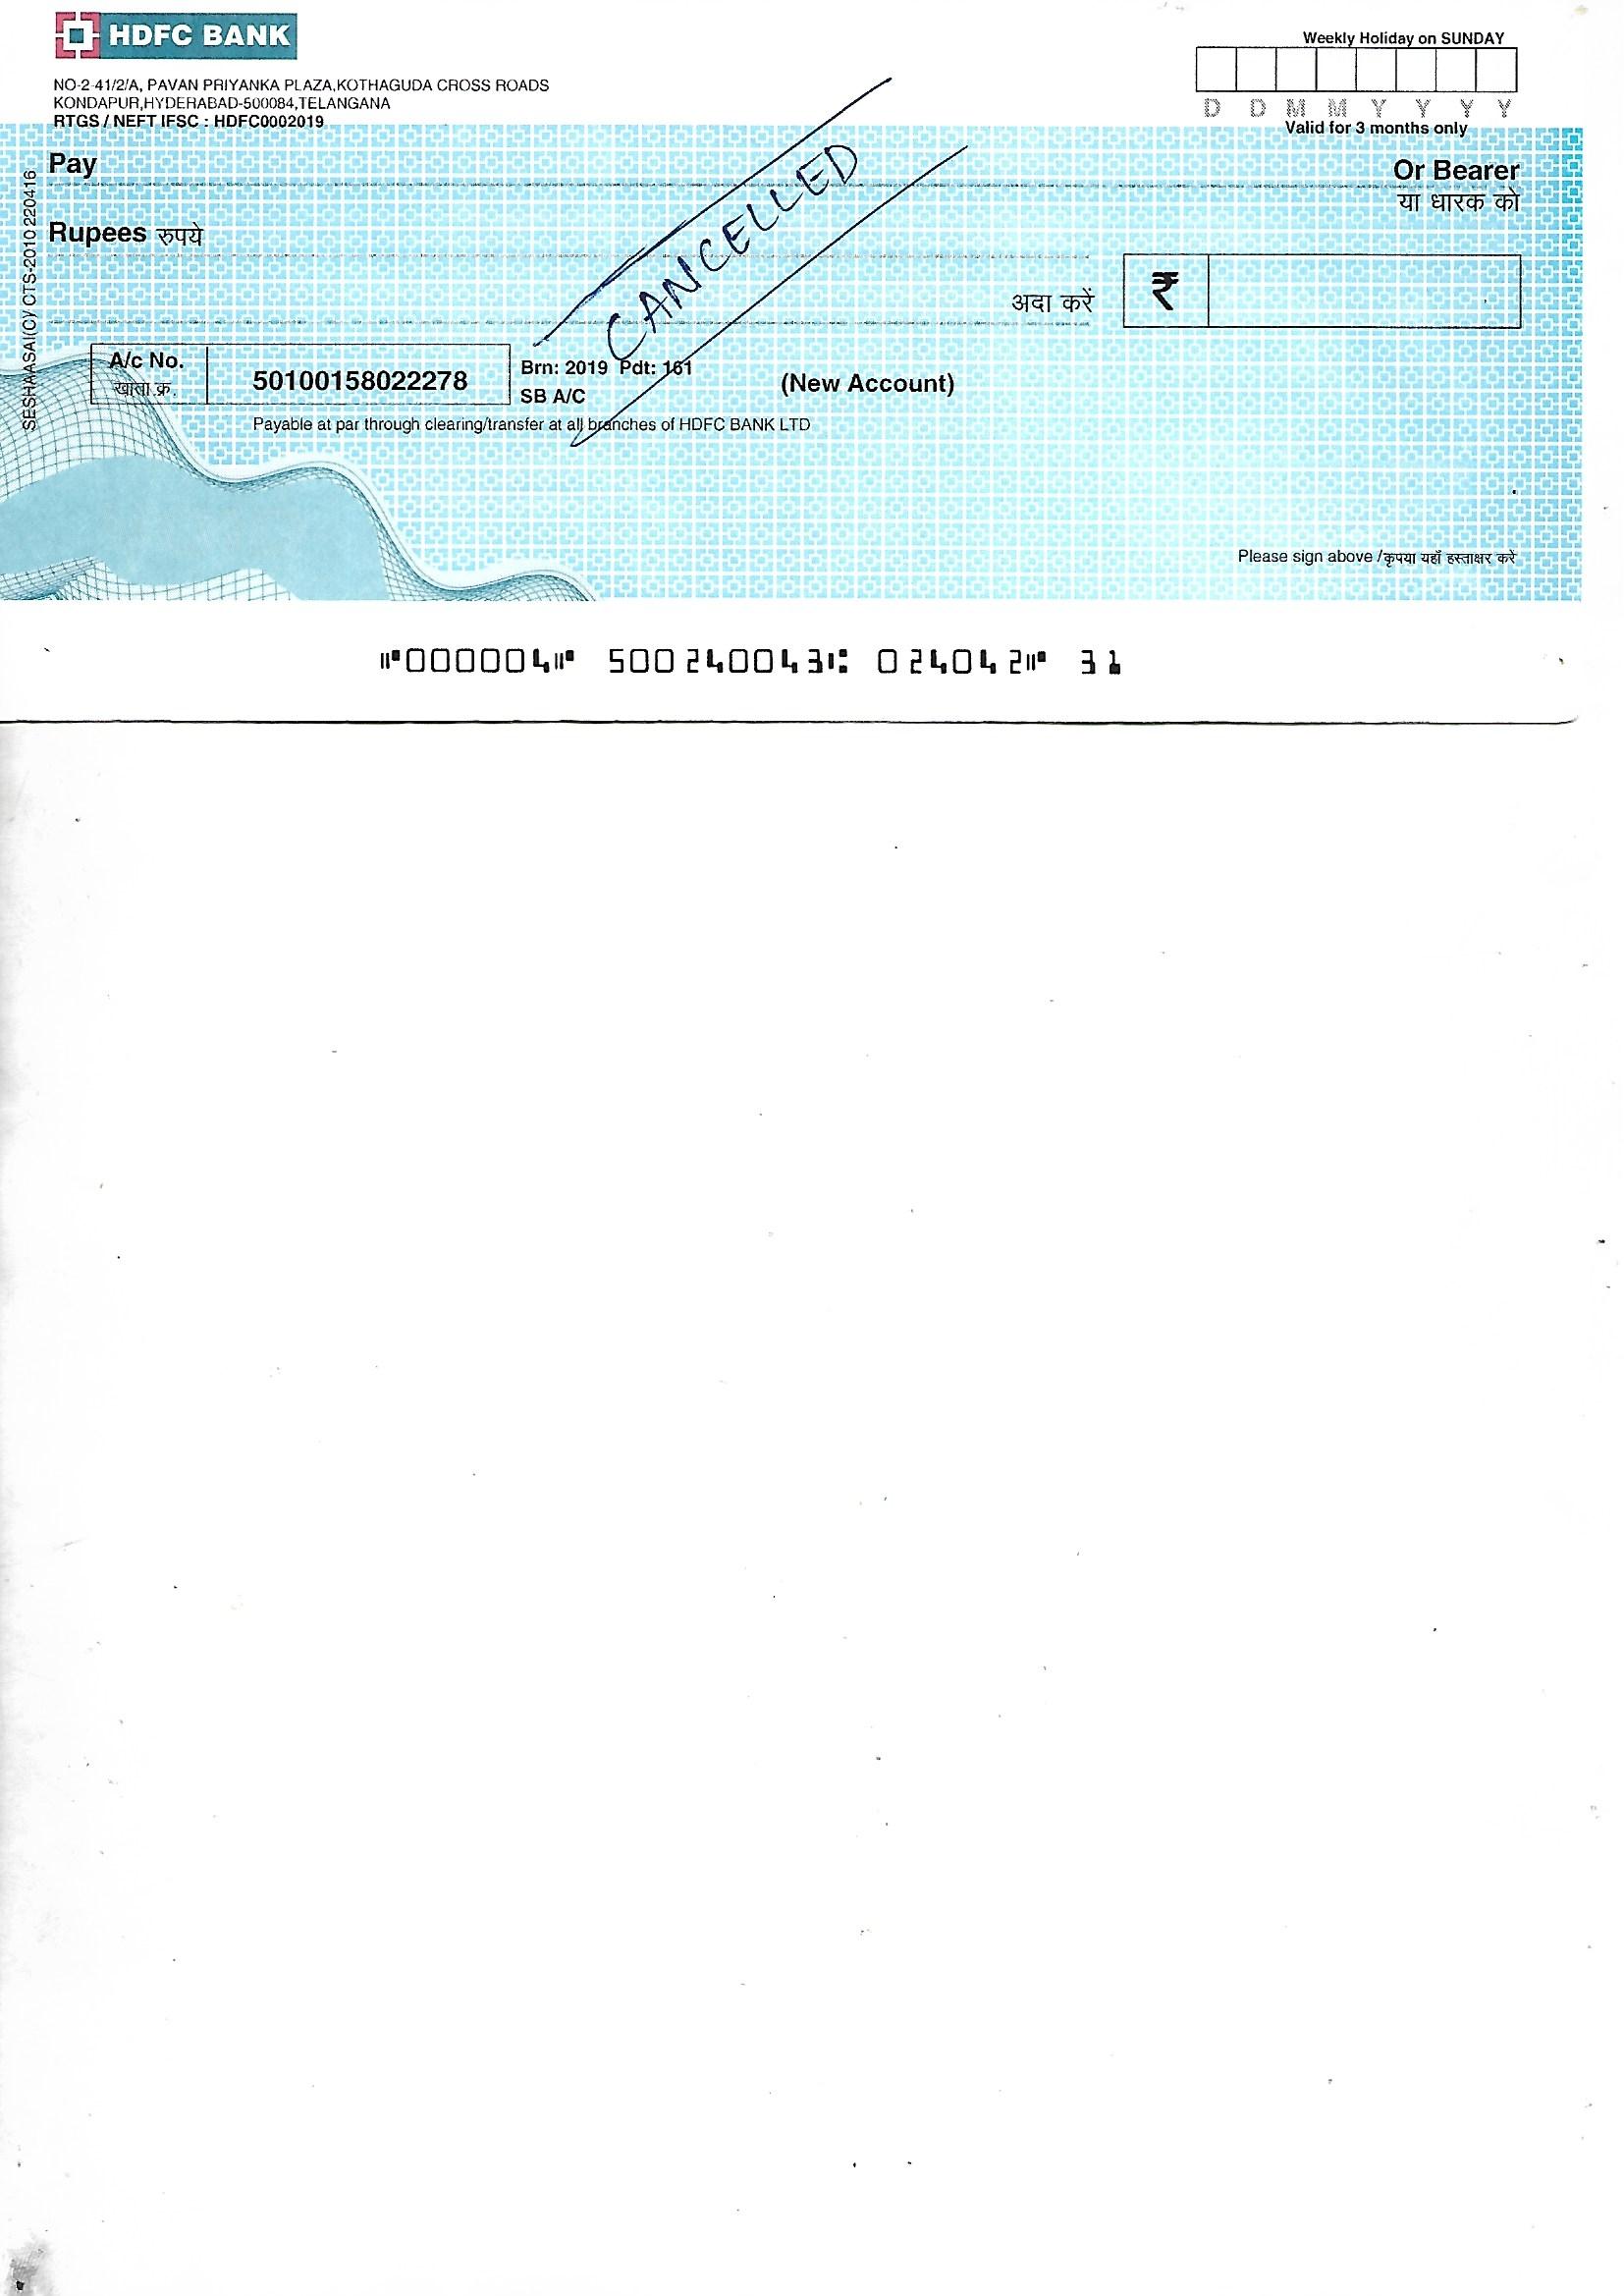 HDFC BANK
Weekly Holiday on SUNDAY
NO-2-41/2/A, PAVAN PRIYANKA PLAZA,KOTHAGUDA CROSS ROADS
KONDAPUR,HYDERABAD-500084,TELANGANA
RTGS / NEFT IFSC : HDFC0002019
D D M M Y Y Y Y
Valid for 3 months only
Pay
Or Bearer
या धारक को
Rupees रुपये
CANCELLED
अदा करें
₹
A/c No.
खाता क्र.
50100158022278
Brn: 2019 Pdt: 161
SB A/C
(New Account)
Payable at par through clearing/transfer at all branches of HDFC BANK LTD
SESHAASAI(C)/ CTS-2010 220416
Please sign above /कृपया यहाँ हस्ताक्षर करें
⑈000004⑈ 500240043⑆ 024042⑈ 31